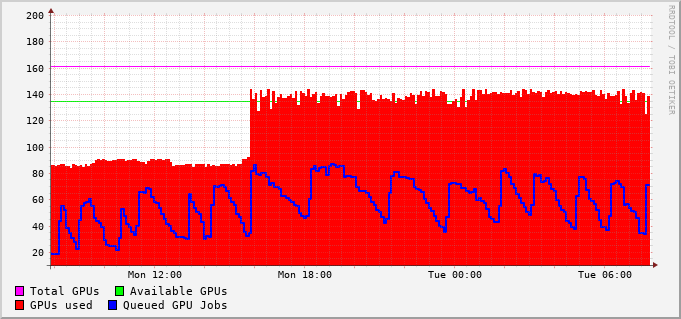 200
180
160
140
120
100
80
60
40
20
Mon 12:00 Mon 18:00 Tue 00:00 Tue 06:00
Total GPUs Available GPUs
GPUs used Queued GPU Jobs
RRDTOOL / TOBI OETIKER